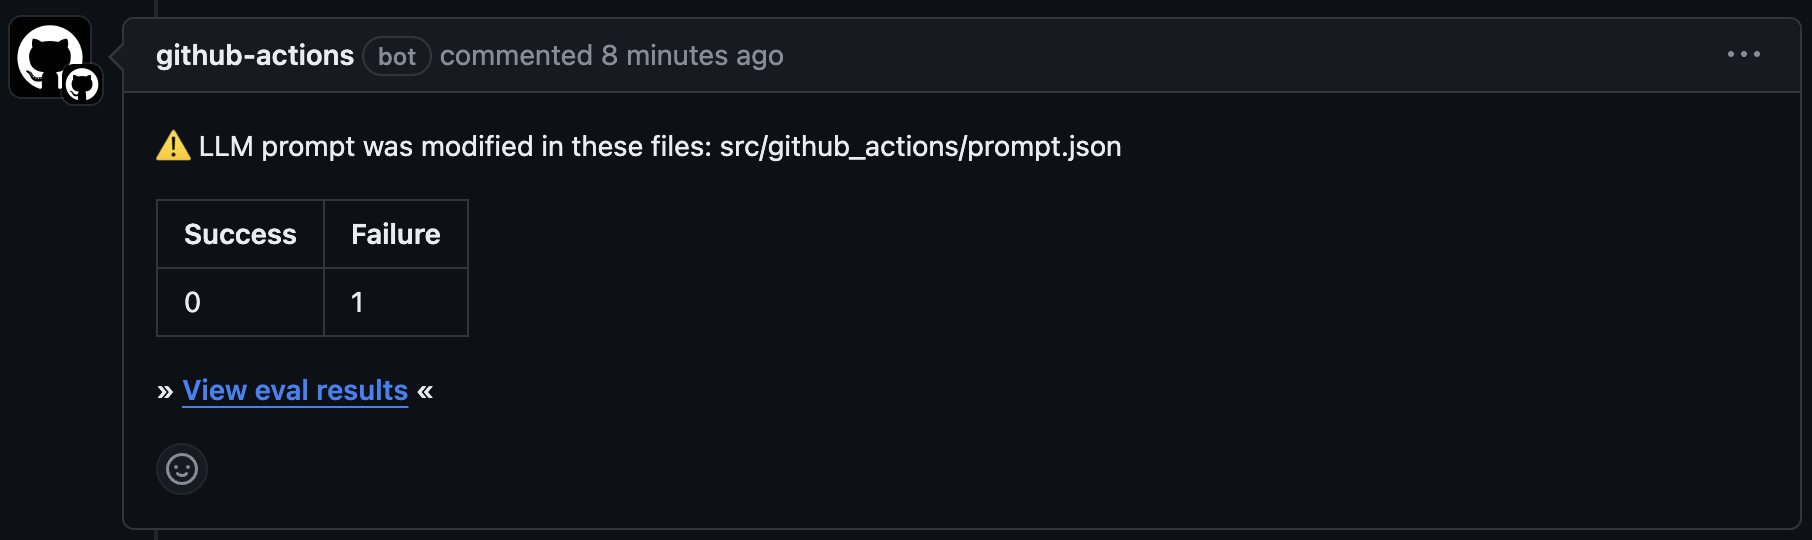 github-actions bot commented 8 minutes ago
⚠️ LLM prompt was modified in these files: src/github_actions/prompt.json
Success Failure
0 1
» View eval results «